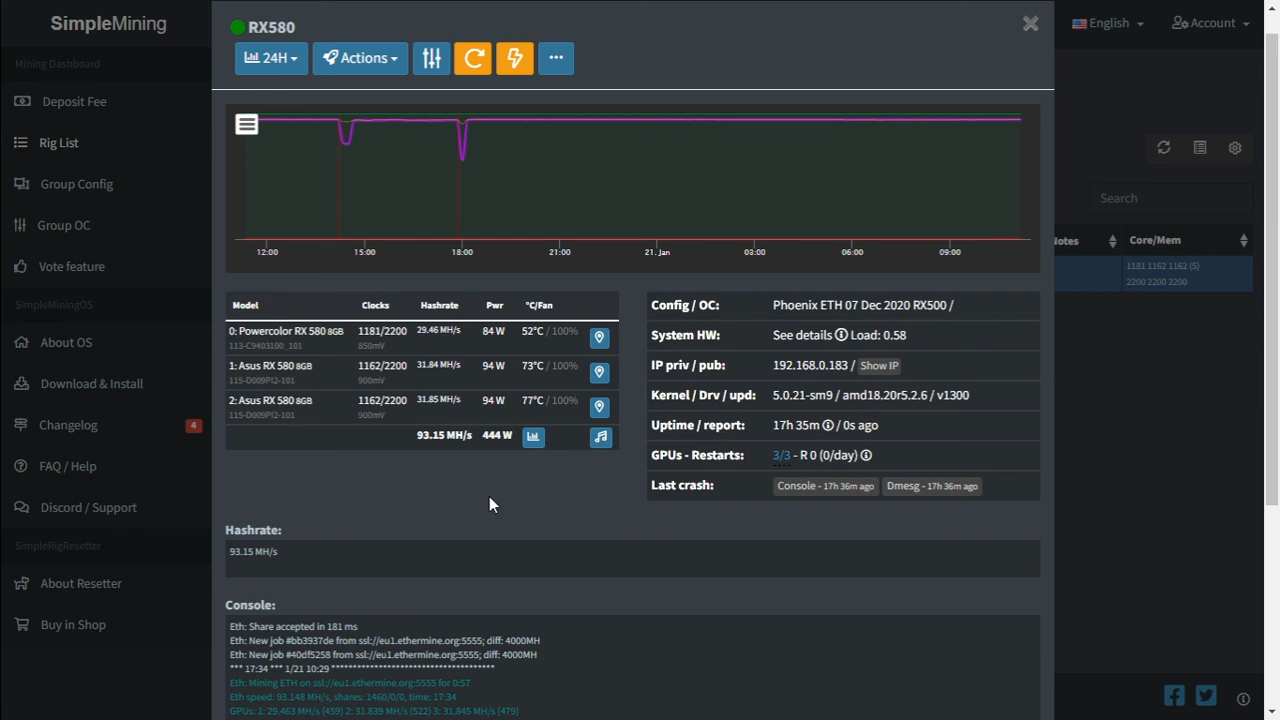 SimpleMining
Mining Dashboard
Deposit Fee
Rig List
Group Config
Group OC
Vote feature
SimpleMiningOS
About OS
Download & Install
Changelog
4
FAQ / Help
Discord / Support
SimpleRigResetter
About Resetter
Buy in Shop
RX580
24H
Actions
12:00 15:00 18:00 21:00 21. Jan 03:00 06:00 09:00
Model Clocks Hashrate Pwr °C/Fan
0: Powercolor RX 580 8GB 1181/2200 29.46 MH/s 84 W 52°C / 100%
113-C9403100_101 850mV
1: Asus RX 580 8GB 1162/2200 31.84 MH/s 94 W 73°C / 100%
115-D009PI2-101 900mV
2: Asus RX 580 8GB 1162/2200 31.85 MH/s 94 W 77°C / 100%
115-D009PI2-101 900mV
93.15 MH/s 444 W
Config / OC: Phoenix ETH 07 Dec 2020 RX500 /
System HW: See details Load: 0.58
IP priv / pub: 192.168.0.183 / Show IP
Kernel / Drv / upd: 5.0.21-sm9 / amd18.20r5.2.6 / v1300
Uptime / report: 17h 35m / 0s ago
GPUs - Restarts: 3/3 - R 0 (0/day)
Last crash: Console - 17h 36m ago Dmesg - 17h 36m ago
Hashrate:
93.15 MH/s
Console:
Eth: Share accepted in 181 ms
Eth: New job #bb3937de from ssl://eu1.ethermine.org:5555; diff: 4000MH
Eth: New job #40df5258 from ssl://eu1.ethermine.org:5555; diff: 4000MH
*** 17:34 *** 1/21 10:29 **************************************
Eth: Mining ETH on ssl://eu1.ethermine.org:5555 for 0:57
Eth speed: 93.148 MH/s, shares: 1460/0/0, time: 17:34
GPUs: 1: 29.463 MH/s (459) 2: 31.839 MH/s (522) 3: 31.845 MH/s (479)
English
Account
Search
Notes Core/Mem
1181 1162 1162 (5)
2200 2200 2200